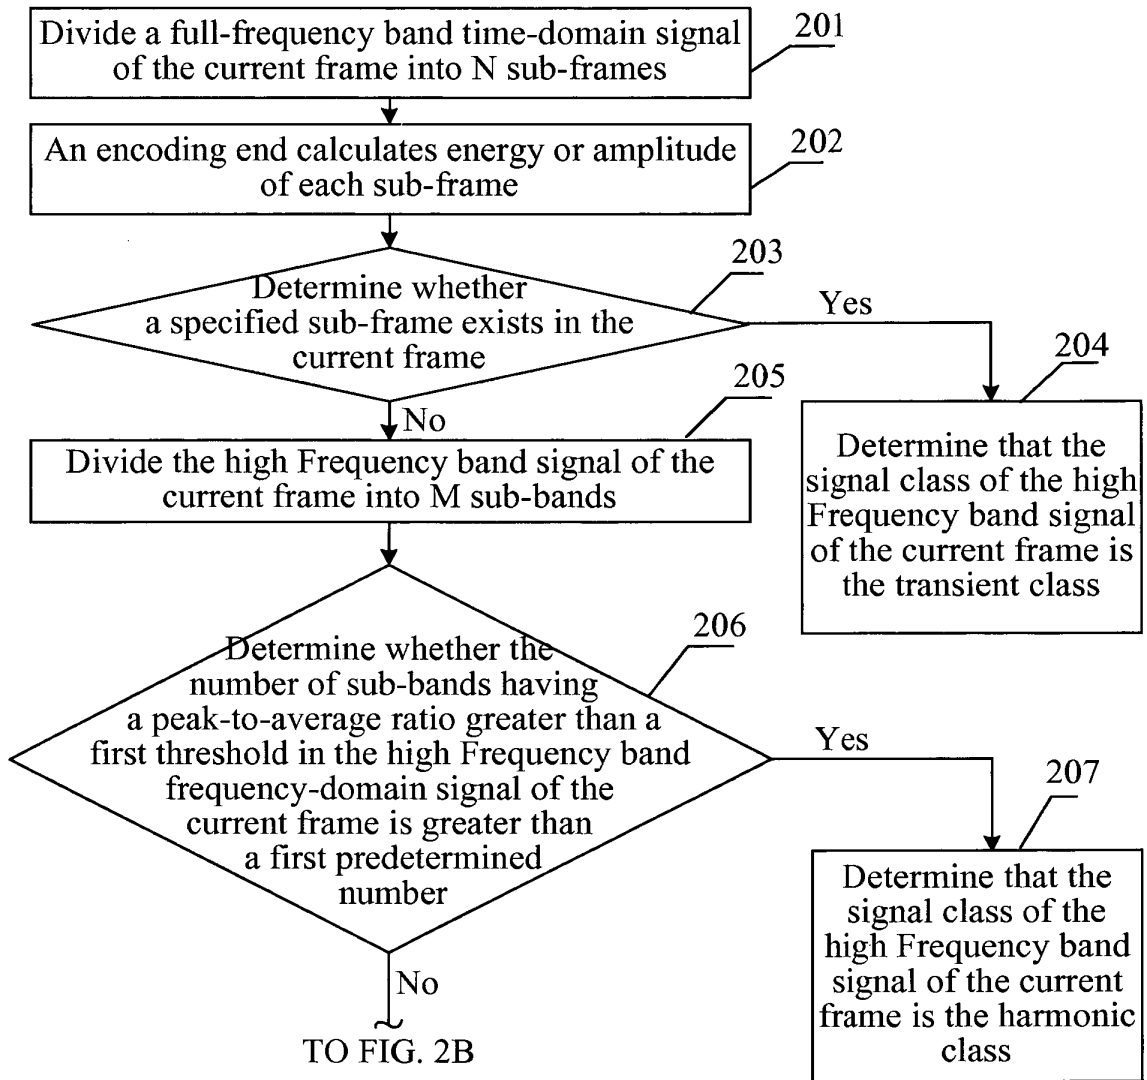 Divide a full-frequency band time-domain signal
of the current frame into N sub-frames
201
An encoding end calculates energy or amplitude
of each sub-frame
202
203
Determine whether
a specified sub-frame exists in the
current frame
Yes
204
Determine that the
signal class of the high
Frequency band signal
of the current frame is
the transient class
No
205
Divide the high Frequency band signal of the
current frame into M sub-bands
206
Determine whether the
number of sub-bands having
a peak-to-average ratio greater than a
first threshold in the high Frequency band
frequency-domain signal of the
current frame is greater than
a first predetermined
number
Yes
207
Determine that the
signal class of the
high Frequency band
signal of the current
frame is the harmonic
class
No
TO FIG. 2B